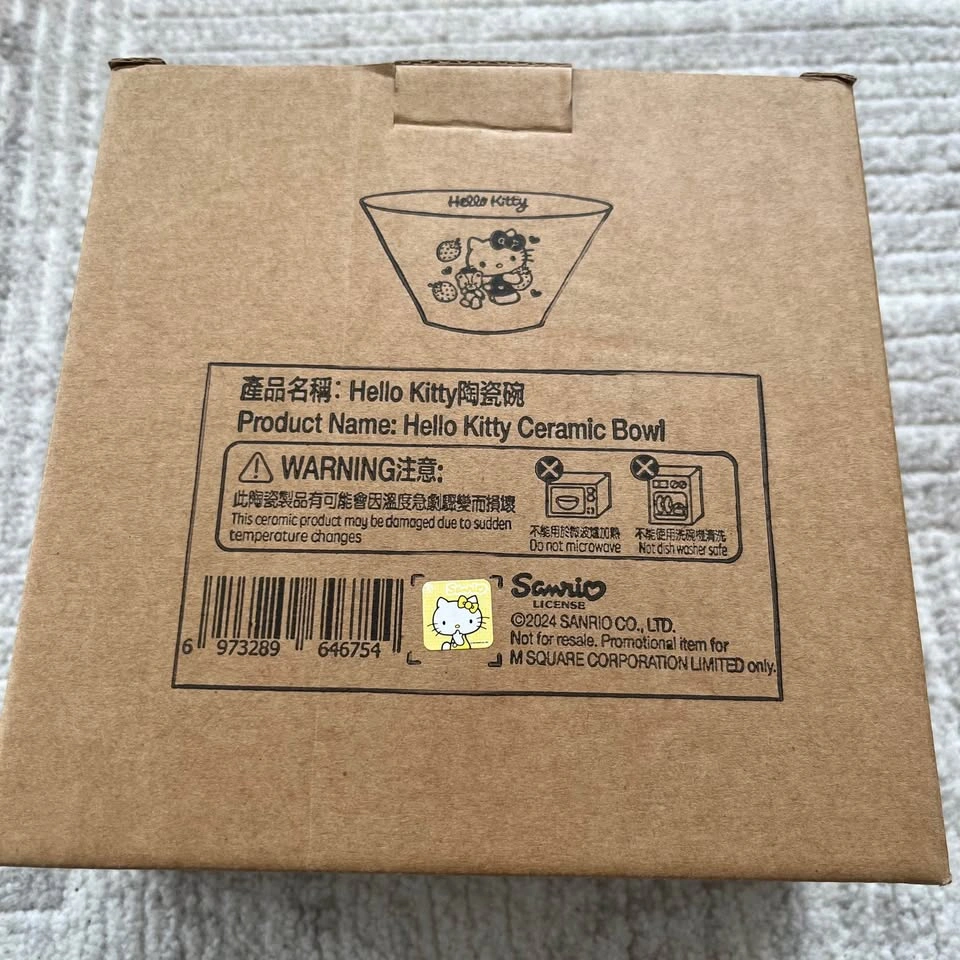 Hello Kitty
產品名稱: Hello Kitty陶瓷碗
Product Name: Hello Kitty Ceramic Bowl
WARNING注意:
此陶瓷製品有可能會因溫度急劇驟變而損壞
This ceramic product may be damaged due to sudden
temperature changes
不能用於微波爐加熱
Do not microwave
不能使用洗碗機清洗
Not dish washer safe
6 973289 646754
Sanrio
Sanrio
LICENSE
©2024 SANRIO CO., LTD.
Not for resale. Promotional item for
M SQUARE CORPORATION LIMITED only.